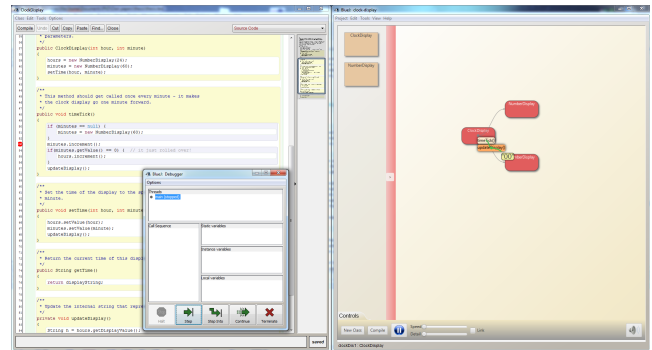 ClockDisplay
Class Edit Tools Options
Compile Undo Cut Copy Paste Find... Close Source Code
* parameters.
*/
public ClockDisplay(int hour, int minute)
{
hours = new NumberDisplay(24);
minutes = new NumberDisplay(60);
setTime(hour, minute);
}
/**
* This method should get called once every minute - it makes
* the clock display go one minute forward.
*/
public void timeTick()
{
if (minutes == null) {
minutes = new NumberDisplay(60);
}
minutes.increment();
if(minutes.getValue() == 0) { // it just rolled over!
hours.increment();
}
updateDisplay();
}
/**
* Set the time of the display to the sp
* minute.
*/
public void setTime(int hour, int minute
{
hours.setValue(hour);
minutes.setValue(minute);
updateDisplay();
}
/**
* Return the current time of this displ
*/
public String getTime()
{
return displayString;
}
/**
* Update the internal string that repre
*/
private void updateDisplay()
{
String h = hours.getDisplayValue();
saved
BlueJ: Debugger
Options
Threads
Call Sequence
Static variables
Instance variables
Local variables
Halt Step Step Into Continue Terminate
BlueJ: clock-display
Project Edit Tools View Help
ClockDisplay
NumberDisplay
NumberDisplay
ClockDisplay
timeTick()
updateDisplay()
berDisplay
Controls
New Data Compile Speed Link
Detail
clockDis1 : ClockDisplay